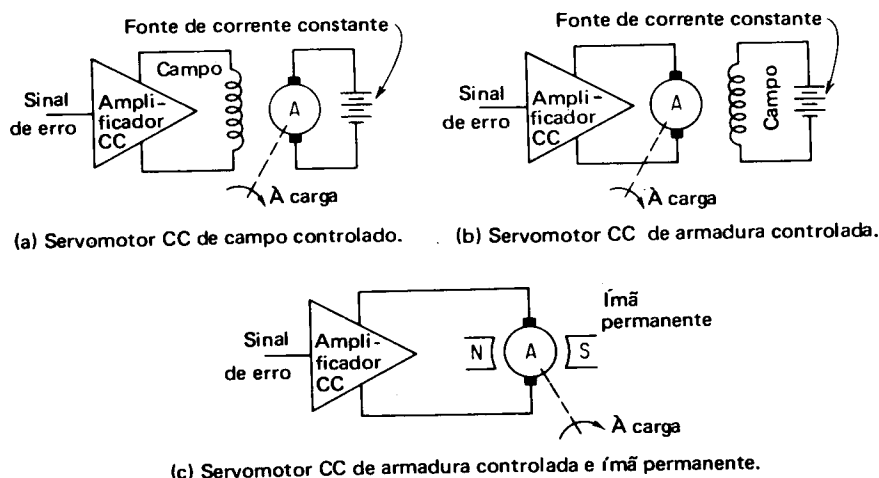 Fonte de corrente constante
Campo
Sinal
de erro
Ampli-
ficador
CC
A
À carga
(a) Servomotor CC de campo controlado.
Fonte de corrente constante
Sinal
de erro
Ampli-
ficador
CC
A
Campo
À carga
(b) Servomotor CC de armadura controlada.
Ímã
permanente
Sinal
de erro
Ampli-
ficador
CC
N
A
S
À carga
(c) Servomotor CC de armadura controlada e ímã permanente.